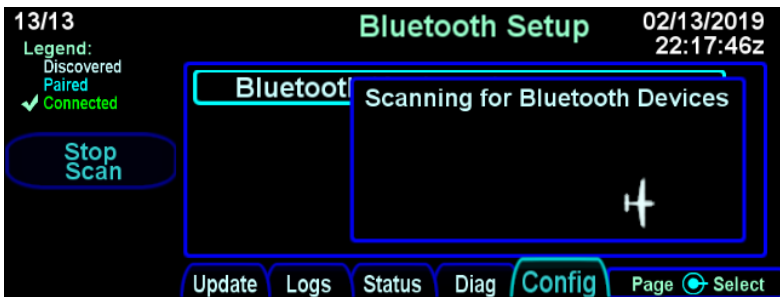 13/13
Bluetooth Setup
02/13/2019
22:17:46z
Legend:
Discovered
Paired
Connected
Scanning for Bluetooth Devices
Stop
Scan
Update
Logs
Status
Diag
Config
Page
Select